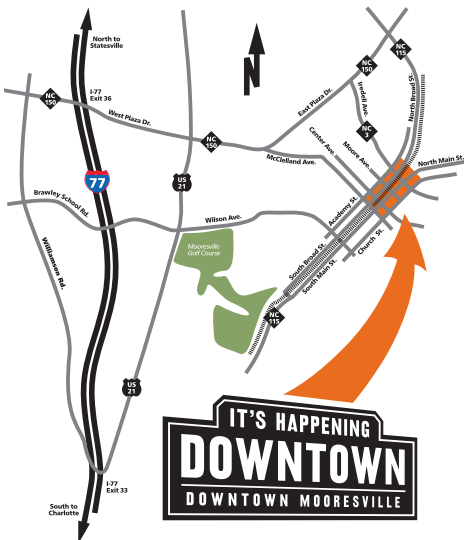 North to
Statesville
NC
115
NC
150
I-77
Exit 36
NC
150
West Plaza Dr.
East Plaza Dr.
Iredell Ave.
North Broad St.
N
NC
3
NC
150
McClelland Ave.
Center Ave.
Moore Ave.
North Main St.
77
US
21
Brawley School Rd.
Wilson Ave.
Academy St.
Williamson Rd.
Mooresville
Golf Course
South Broad St.
South Main St.
Church St.
NC
115
US
21
I-77
Exit 33
South to
Charlotte
IT'S HAPPENING
DOWNTOWN
DOWNTOWN MOORESVILLE